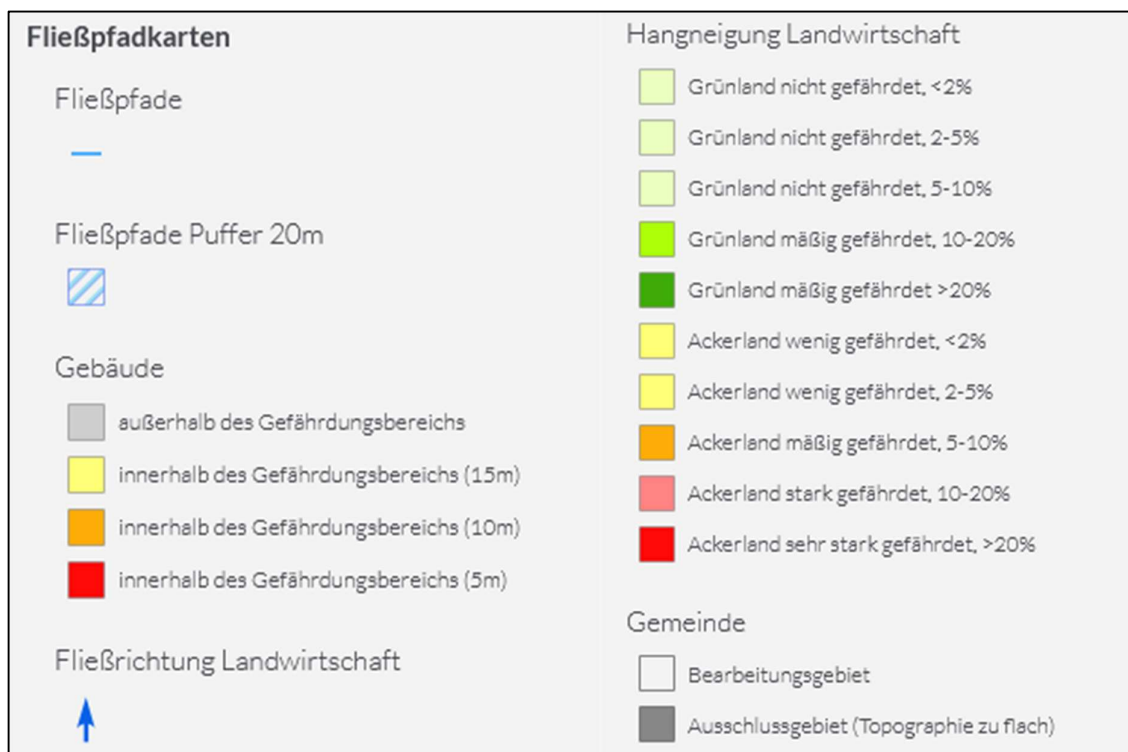 Fließpfadkarten
Fließpfade
Fließpfade Puffer 20m
Gebäude
außerhalb des Gefährdungsbereichs
innerhalb des Gefährdungsbereichs (15m)
innerhalb des Gefährdungsbereichs (10m)
innerhalb des Gefährdungsbereichs (5m)
Fließrichtung Landwirtschaft
Hangneigung Landwirtschaft
Grünland nicht gefährdet, <2%
Grünland nicht gefährdet, 2-5%
Grünland nicht gefährdet, 5-10%
Grünland mäßig gefährdet, 10-20%
Grünland mäßig gefährdet >20%
Ackerland wenig gefährdet, <2%
Ackerland wenig gefährdet, 2-5%
Ackerland mäßig gefährdet, 5-10%
Ackerland stark gefährdet, 10-20%
Ackerland sehr stark gefährdet, >20%
Gemeinde
Bearbeitungsgebiet
Ausschlussgebiet (Topographie zu flach)